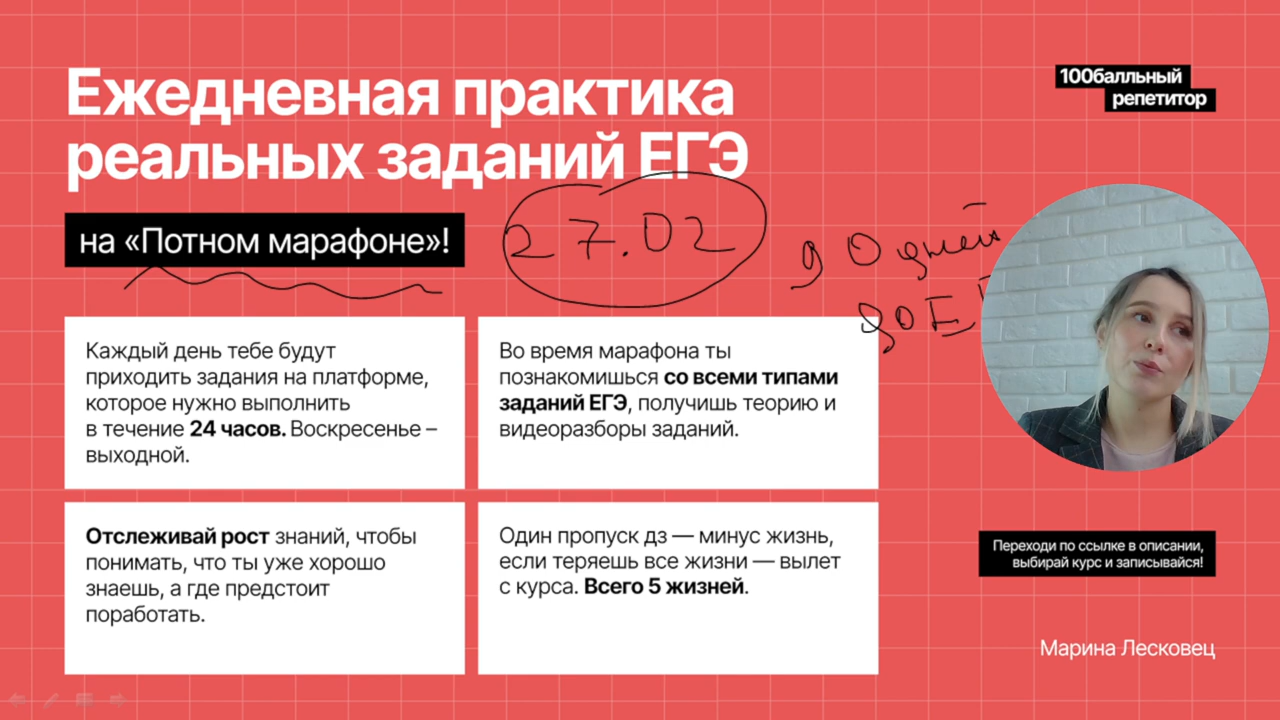 Ежедневная практика
реальных заданий ЕГЭ
100балльный
репетитор
на «Потном марафоне»!
27.02
90 дней
до
Каждый день тебе будут
приходить задания на платформе,
которое нужно выполнить
в течение 24 часов. Воскресенье –
выходной.
Во время марафона ты
познакомишься со всеми типами
заданий ЕГЭ, получишь теорию и
видеоразборы заданий.
Отслеживай рост знаний, чтобы
понимать, что ты уже хорошо
знаешь, а где предстоит
поработать.
Один пропуск дз — минус жизнь,
если теряешь все жизни — вылет
с курса. Всего 5 жизней.
Переходи по ссылке в описании,
выбирай курс и записывайся!
Марина Лесковец